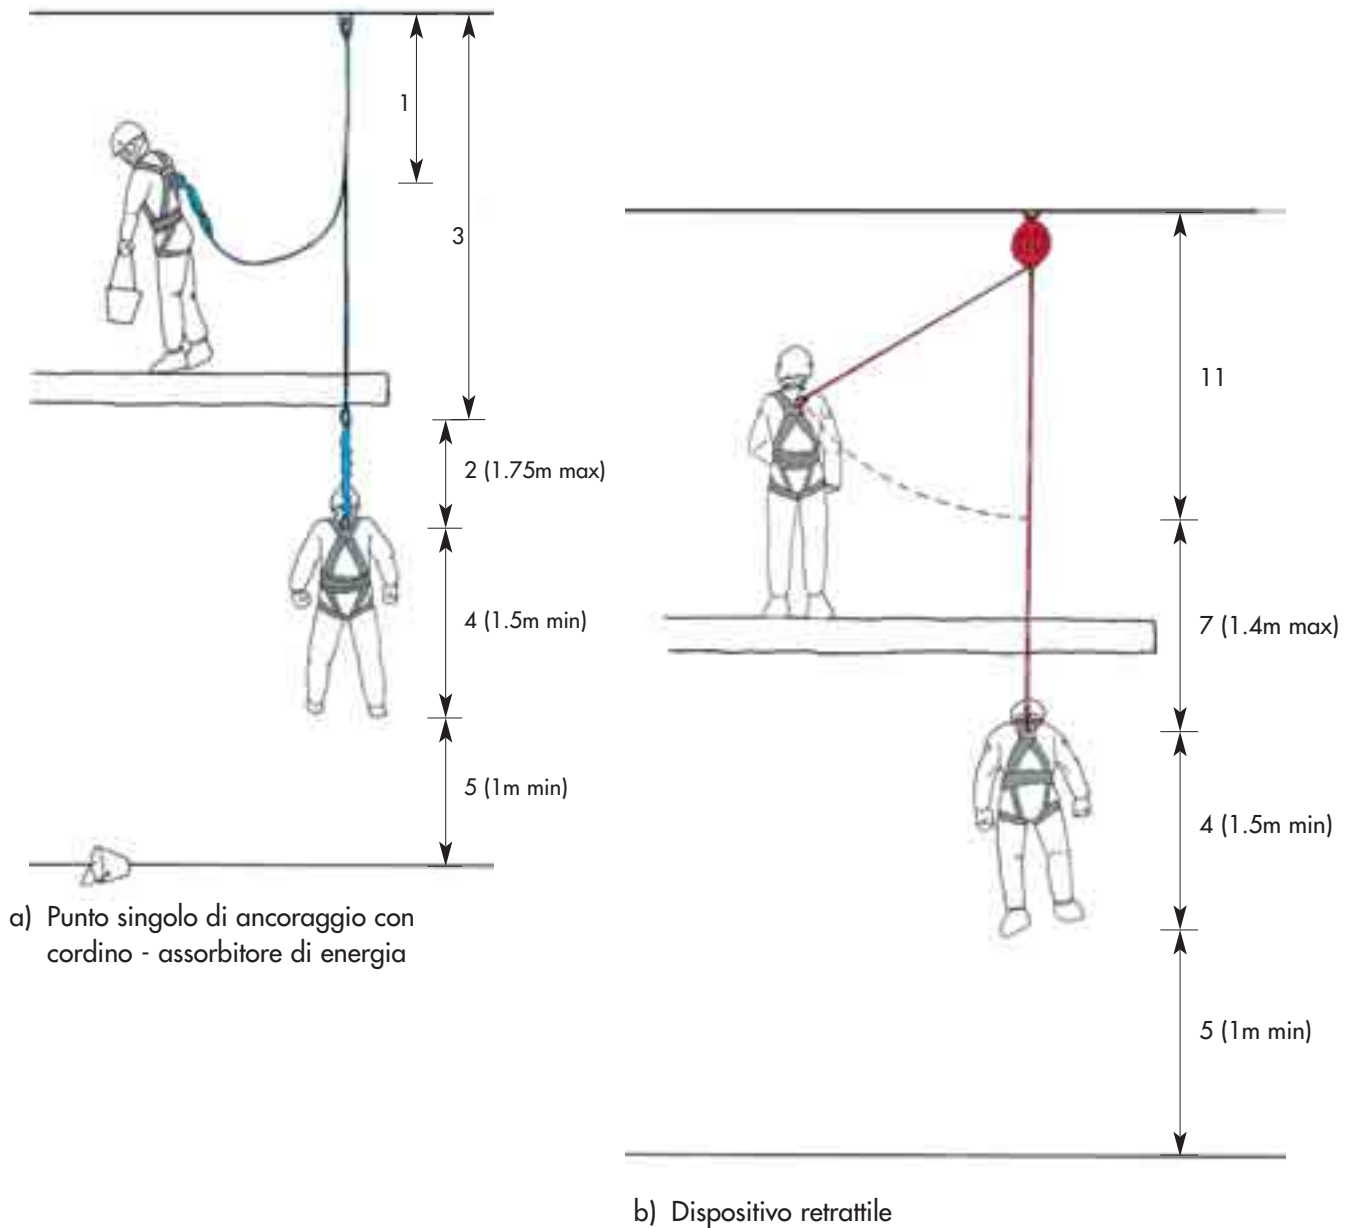 1
3
2 (1.75m max)
4 (1.5m min)
5 (1m min)
a) Punto singolo di ancoraggio con
cordino - assorbitore di energia
11
7 (1.4m max)
4 (1.5m min)
5 (1m min)
b) Dispositivo retrattile